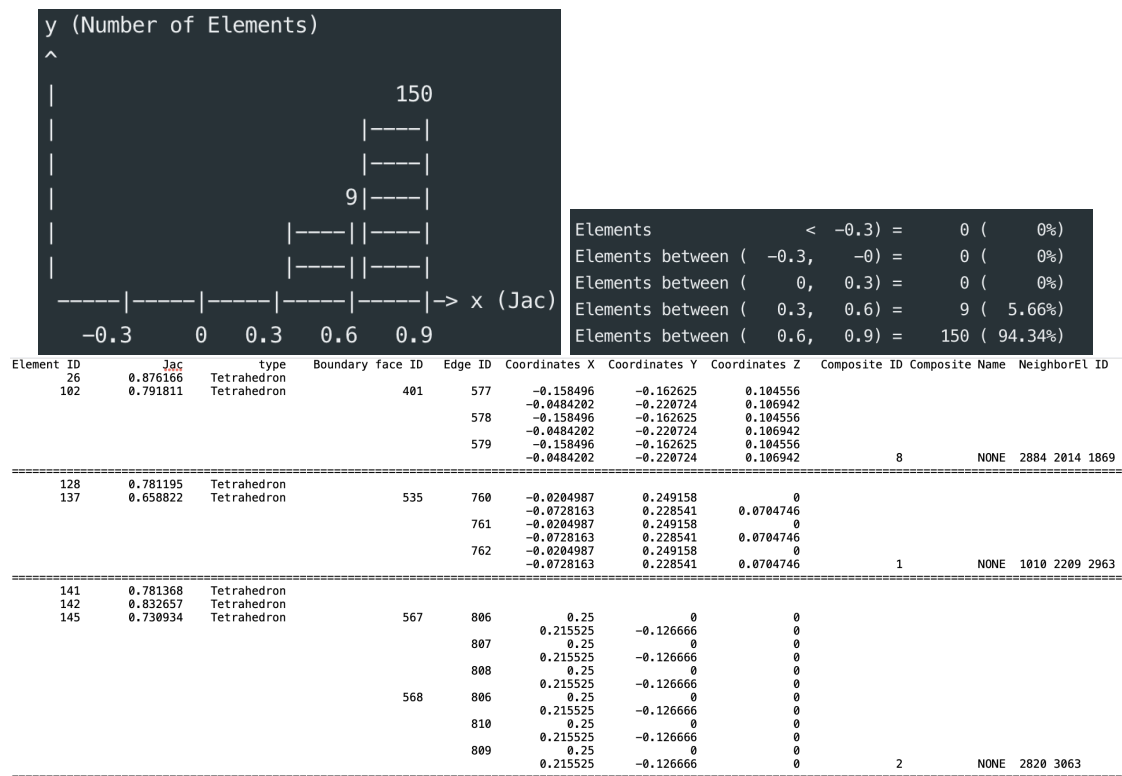 y (Number of Elements)
^
|                              150
|                           |----|
|                           |----|
|                         9|----|
|                    |----||----|
|                    |----||----|
-----|-----|-----|-----|-----|-> x (Jac)
-0.3 0 0.3 0.6 0.9
Elements < -0.3) = 0 ( 0%)
Elements between ( -0.3, -0) = 0 ( 0%)
Elements between ( 0, 0.3) = 0 ( 0%)
Elements between ( 0.3, 0.6) = 9 ( 5.66%)
Elements between ( 0.6, 0.9) = 150 ( 94.34%)
Element ID Jac type Boundary face ID Edge ID Coordinates X Coordinates Y Coordinates Z Composite ID Composite Name NeighborEl ID
26 0.876166 Tetrahedron
102 0.791811 Tetrahedron 401 577 -0.158496 -0.162625 0.104556
-0.0484202 -0.220724 0.106942
578 -0.158496 -0.162625 0.104556
-0.0484202 -0.220724 0.106942
579 -0.158496 -0.162625 0.104556
-0.0484202 -0.220724 0.106942 8 NONE 2884 2014 1869
128 0.781195 Tetrahedron
137 0.658822 Tetrahedron 535 760 -0.0204987 0.249158 0
-0.0728163 0.228541 0.0704746
761 -0.0204987 0.249158 0
-0.0728163 0.228541 0.0704746
762 -0.0204987 0.249158 0
-0.0728163 0.228541 0.0704746 1 NONE 1010 2209 2963
141 0.781368 Tetrahedron
142 0.832657 Tetrahedron
145 0.730934 Tetrahedron 567 806 0.25 0 0
0.215525 -0.126666 0
807 0.25 0 0
0.215525 -0.126666 0
808 0.25 0 0
0.215525 -0.126666 0
568 806 0.25 0 0
0.215525 -0.126666 0
810 0.25 0 0
0.215525 -0.126666 0
809 0.25 0 0
0.215525 -0.126666 0 2 NONE 2820 3063